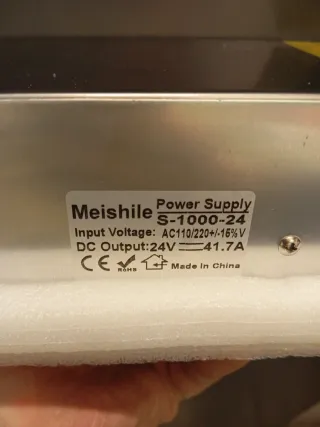 Meishile Power Supply
S-1000-24
Input Voltage: AC110/220+/-15%V
DC Output:24V⎓41.7A
CE RoHS Made in China